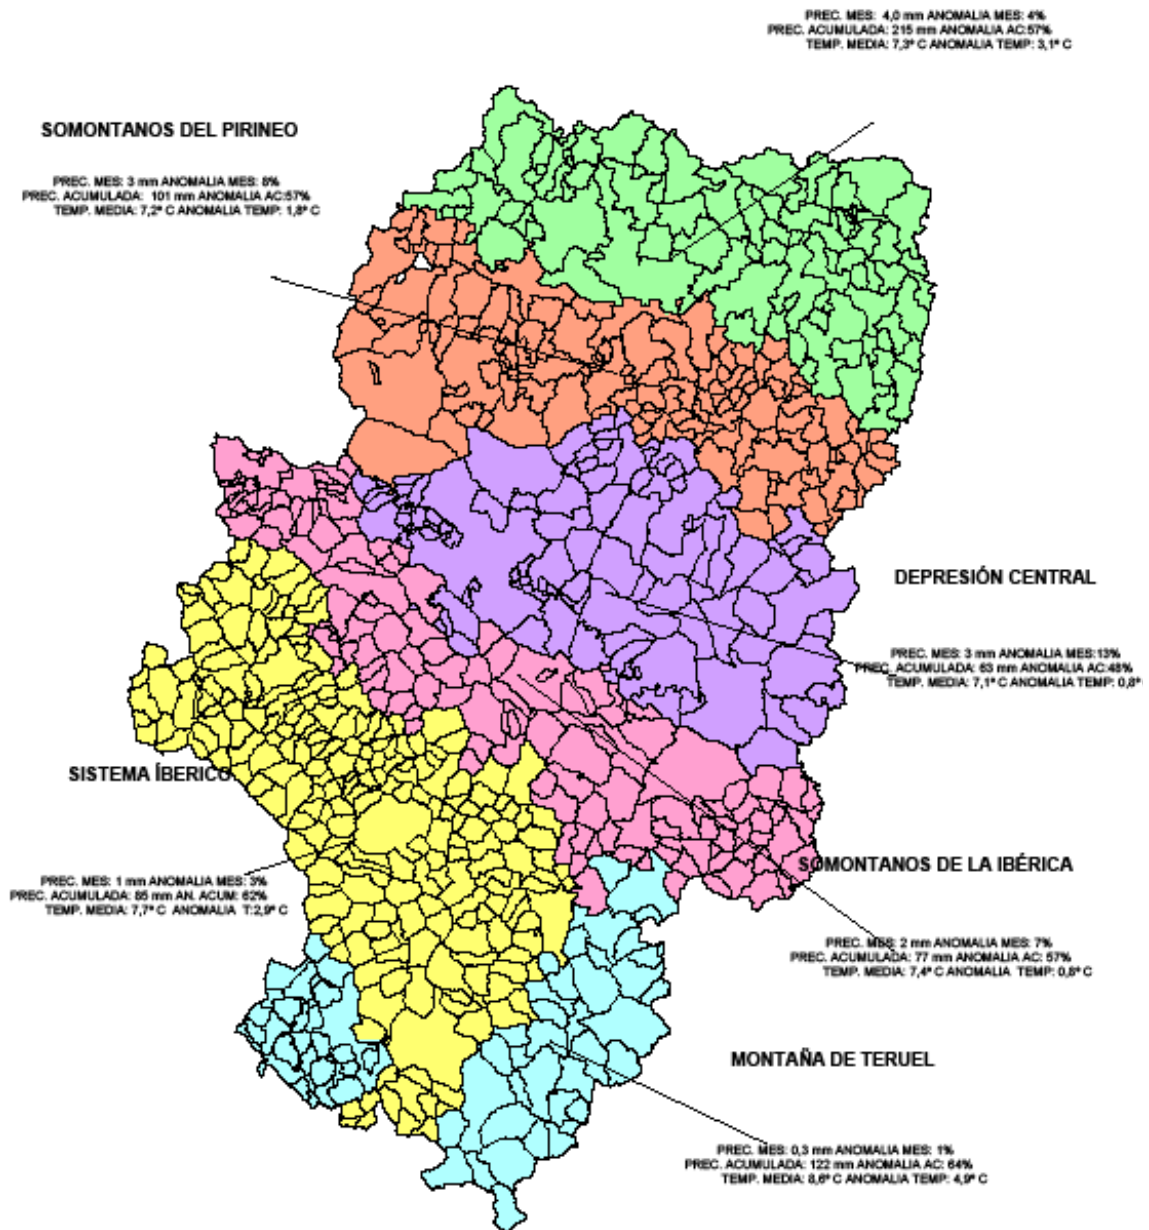 PREC. MES: 4,0 mm ANOMALIA MES: 4%
PREC. ACUMULADA: 215 mm ANOMALIA AC:57%
TEMP. MEDIA: 7,3º C ANOMALIA TEMP: 3,1º C
SOMONTANOS DEL PIRINEO
PREC. MES: 3 mm ANOMALIA MES: 8%
PREC. ACUMULADA: 101 mm ANOMALIA AC:57%
TEMP. MEDIA: 7,2º C ANOMALIA TEMP: 1,8º C
DEPRESIÓN CENTRAL
PREC. MES: 3 mm ANOMALIA MES:13%
PREC. ACUMULADA: 63 mm ANOMALIA AC:48%
TEMP. MEDIA: 7,1º C ANOMALIA TEMP: 0,8º
SISTEMA ÍBERICO
PREC. MES: 1 mm ANOMALIA MES: 3%
PREC. ACUMULADA: 85 mm AN. ACUM: 62%
TEMP. MEDIA: 7,7º C ANOMALIA T:2,9º C
SOMONTANOS DE LA IBÉRICA
PREC. MES: 2 mm ANOMALIA MES: 7%
PREC. ACUMULADA: 77 mm ANOMALIA AC: 57%
TEMP. MEDIA: 7,4º C ANOMALIA TEMP: 0,8º C
MONTAÑA DE TERUEL
PREC. MES: 0,3 mm ANOMALIA MES: 1%
PREC. ACUMULADA: 122 mm ANOMALIA AC: 64%
TEMP. MEDIA: 8,6º C ANOMALIA TEMP: 4,9º C